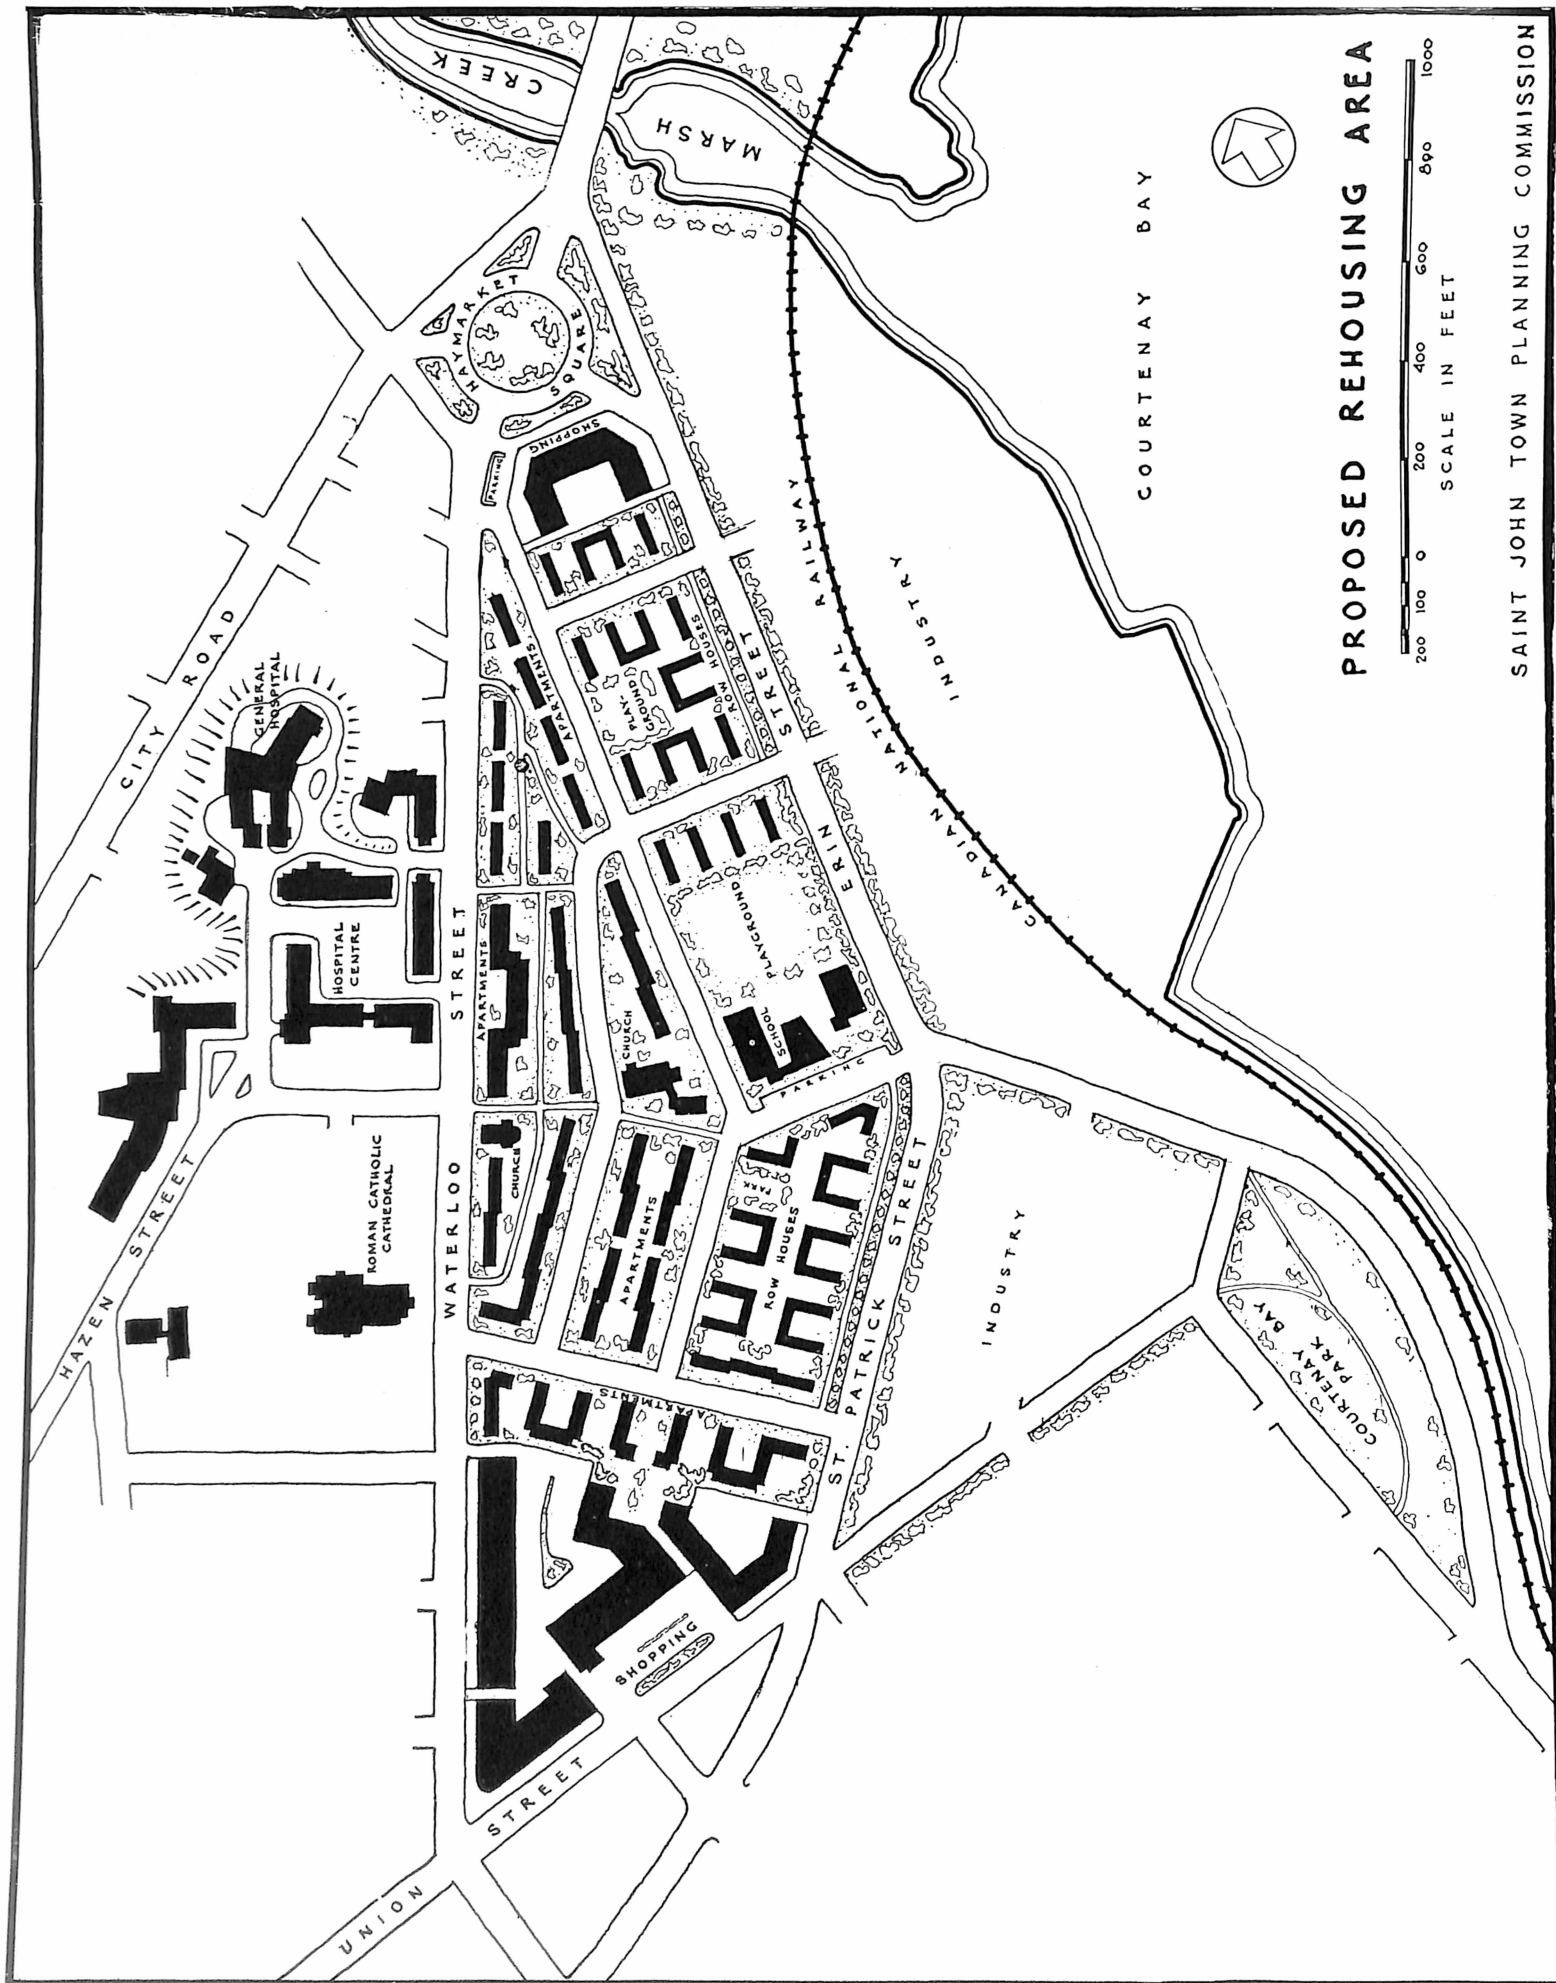 CREEK
MARSH
HAYMARKET
SQUARE
SHOPPING
PARKING
CITY ROAD
GENERAL
HOSPITAL
HOSPITAL
CENTRE
HAZEN STREET
ROMAN CATHOLIC
CATHEDRAL
WATERLOO STREET
APARTMENTS
PLAY-
GROUND
ROW HOUSES
ERIN STREET
APARTMENTS
CHURCH
PLAYGROUND
SCHOOL
PARKING
CHURCH
APARTMENTS
PARK
ROW HOUSES
ST. PATRICK STREET
APARTMENTS
SHOPPING
UNION STREET
CANADIAN NATIONAL RAILWAY
INDUSTRY
INDUSTRY
COURTENAY BAY
PARK
COURTENAY BAY
PROPOSED REHOUSING AREA
200 100 0 200 400 600 890 1000
SCALE IN FEET
SAINT JOHN TOWN PLANNING COMMISSION